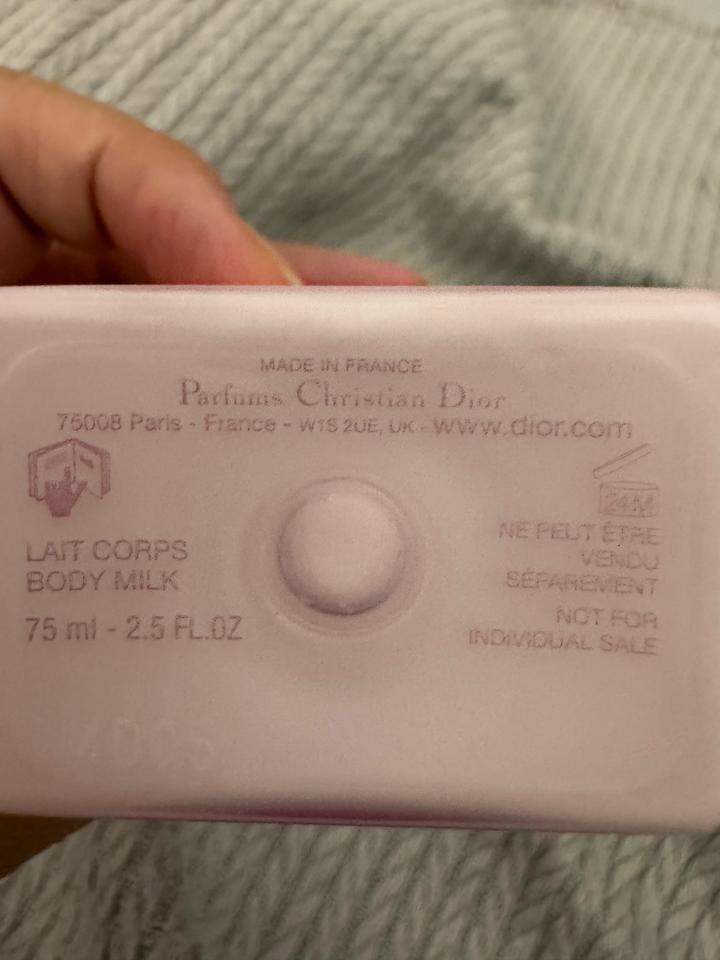 MADE IN FRANCE
Parfums Christian Dior
75008 Paris - France - W1S 2UE, UK - www.dior.com
24M
LAIT CORPS
BODY MILK
75 ml - 2.5 FL.OZ
NE PEUT ÊTRE
VENDU
SÉPARÉMENT
NOT FOR
INDIVIDUAL SALE